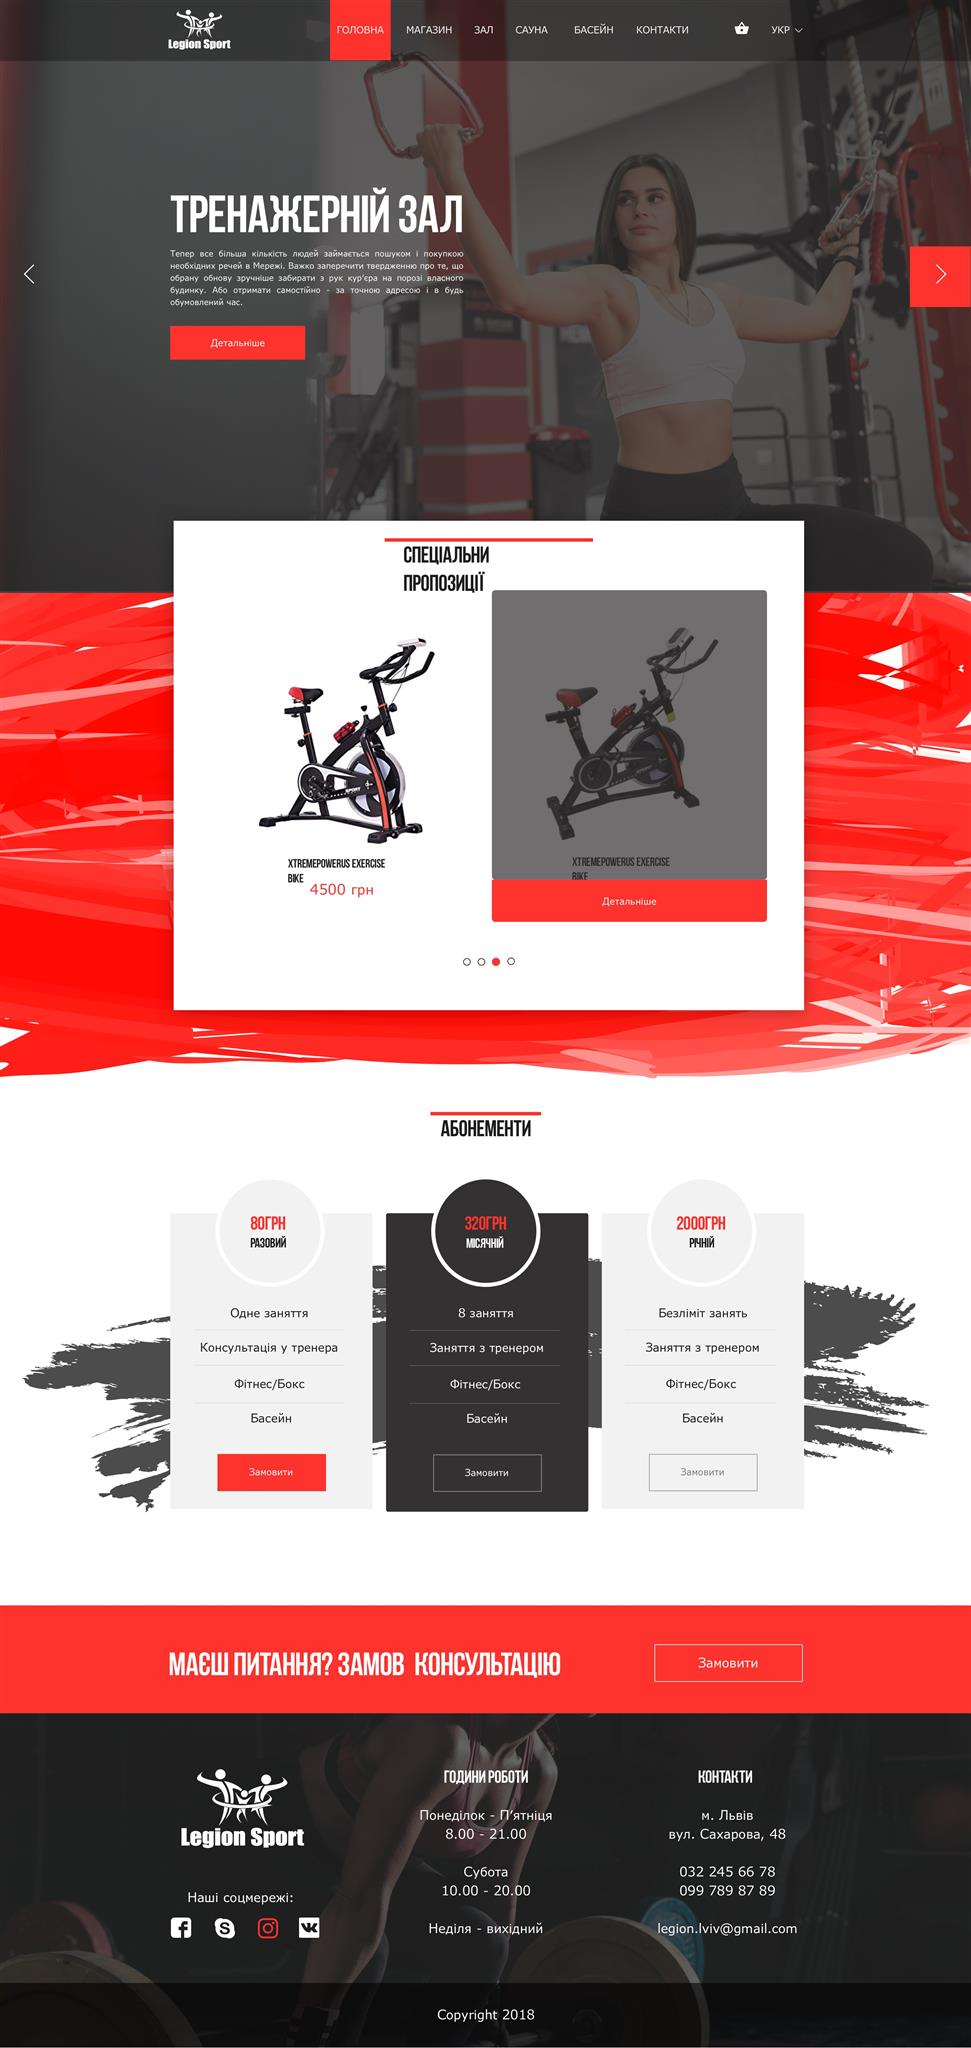 Legion Sport
ГОЛОВНА МАГАЗИН ЗАЛ САУНА БАСЕЙН КОНТАКТИ УКР
ТРЕНАЖЕРНІЙ ЗАЛ
Тепер все більша кількість людей займається пошуком і покупкою
необхідних речей в Мережі. Важко заперечити твердженню про те, що
обрану обнову зручніше забирати з рук кур'єра на порозі власного
будинку. Або отримати самостійно - за точною адресою і в будь
обумовлений час.
Детальніше
СПЕЦІАЛЬНИ
ПРОПОЗИЦІЇ
XTREMEPOWERUS EXERCISE
BIKE
4500 грн
XTREMEPOWERUS EXERCISE
BIKE
Детальніше
АБОНЕМЕНТИ
80ГРН
РАЗОВИЙ
Одне заняття
Консультація у тренера
Фітнес/Бокс
Басейн
Замовити
320ГРН
МІСЯЧНІЙ
8 заняття
Заняття з тренером
Фітнес/Бокс
Басейн
Замовити
2000ГРН
РІЧНІЙ
Безліміт занять
Заняття з тренером
Фітнес/Бокс
Басейн
Замовити
МАЄШ ПИТАННЯ? ЗАМОВ КОНСУЛЬТАЦІЮ
Замовити
Legion Sport
Наші соцмережі:
ГОДИНИ РОБОТИ
Понеділок - П'ятніця
8.00 - 21.00
Субота
10.00 - 20.00
Неділя - вихідний
КОНТАКТИ
м. Львів
вул. Сахарова, 48
032 245 66 78
099 789 87 89
legion.lviv@gmail.com
Copyright 2018